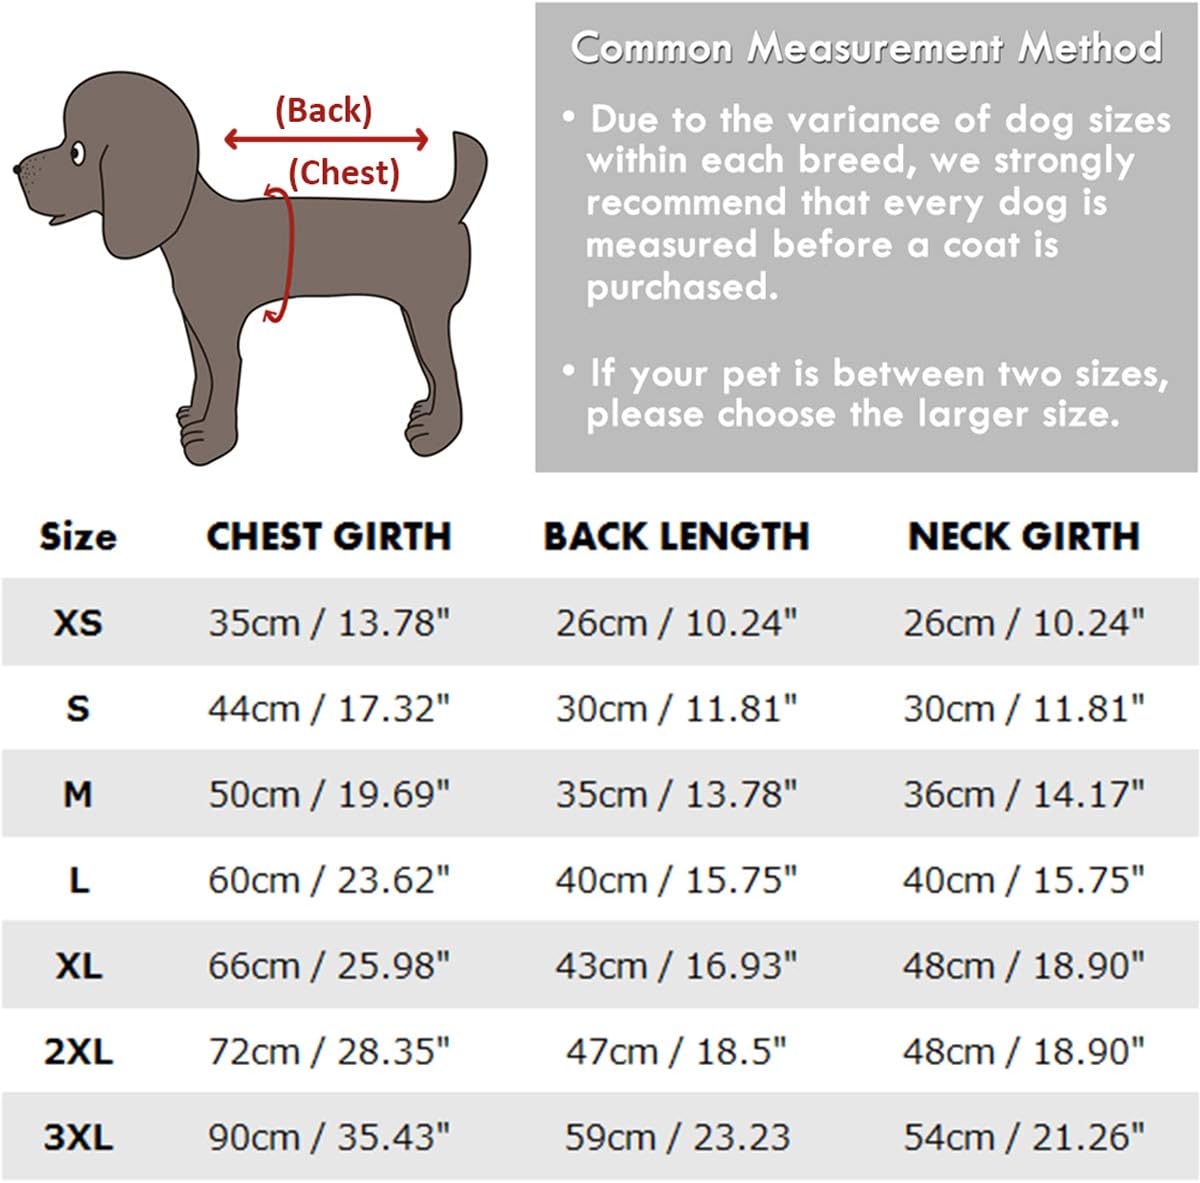 (Back)
(Chest)
Common Measurement Method
• Due to the variance of dog sizes
within each breed, we strongly
recommend that every dog is
measured before a coat is
purchased.
• If your pet is between two sizes,
please choose the larger size.
Size CHEST GIRTH BACK LENGTH NECK GIRTH
XS 35cm / 13.78" 26cm / 10.24" 26cm / 10.24"
S 44cm / 17.32" 30cm / 11.81" 30cm / 11.81"
M 50cm / 19.69" 35cm / 13.78" 36cm / 14.17"
L 60cm / 23.62" 40cm / 15.75" 40cm / 15.75"
XL 66cm / 25.98" 43cm / 16.93" 48cm / 18.90"
2XL 72cm / 28.35" 47cm / 18.5" 48cm / 18.90"
3XL 90cm / 35.43" 59cm / 23.23 54cm / 21.26"